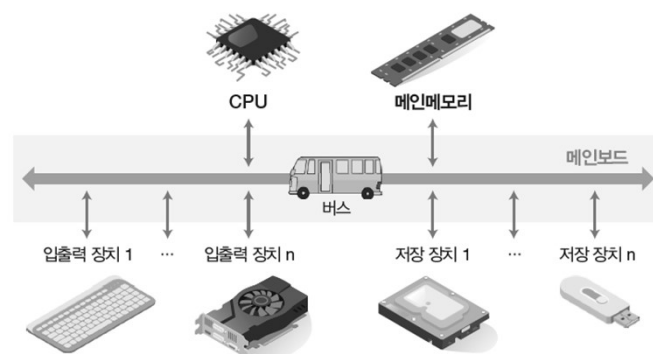 CPU
메인메모리
메인보드
버스
입출력 장치 1
...
입출력 장치 n
저장 장치 1
...
저장 장치 n